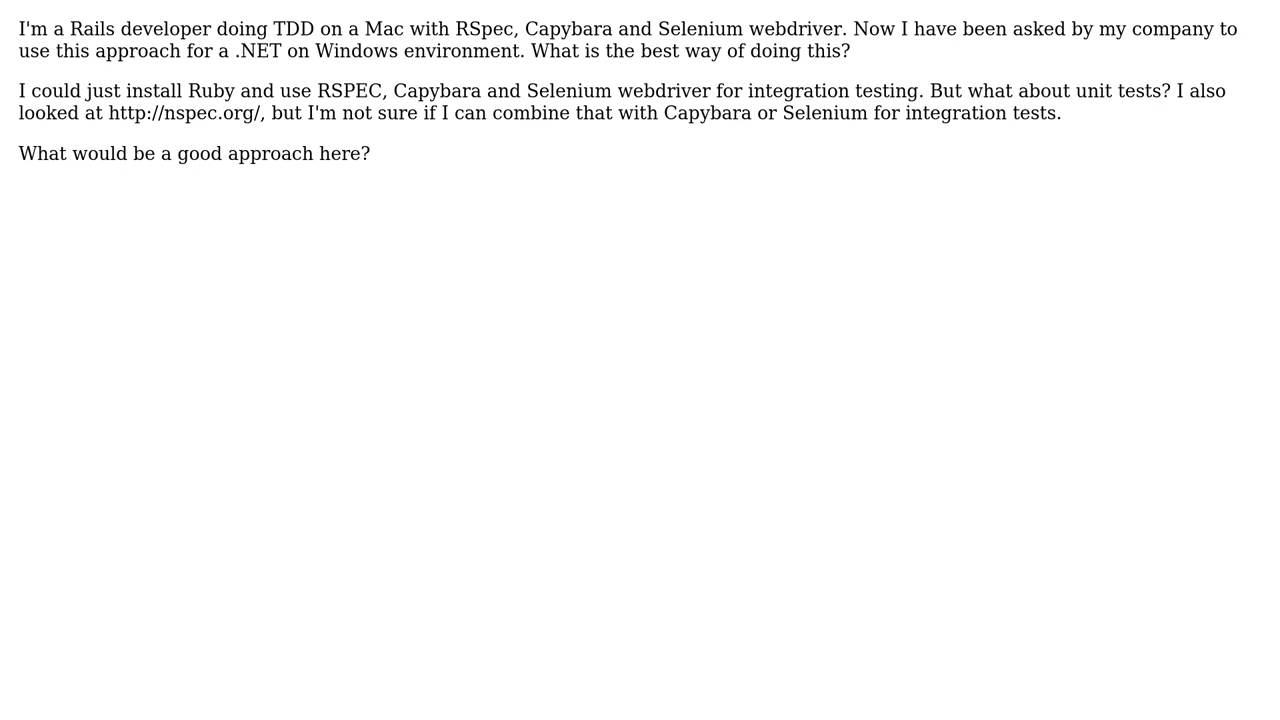 I'm a Rails developer doing TDD on a Mac with RSpec, Capybara and Selenium webdriver. Now I have been asked by my company to
use this approach for a .NET on Windows environment. What is the best way of doing this?
I could just install Ruby and use RSPEC, Capybara and Selenium webdriver for integration testing. But what about unit tests? I also
looked at http://nspec.org/, but I'm not sure if I can combine that with Capybara or Selenium for integration tests.
What would be a good approach here?